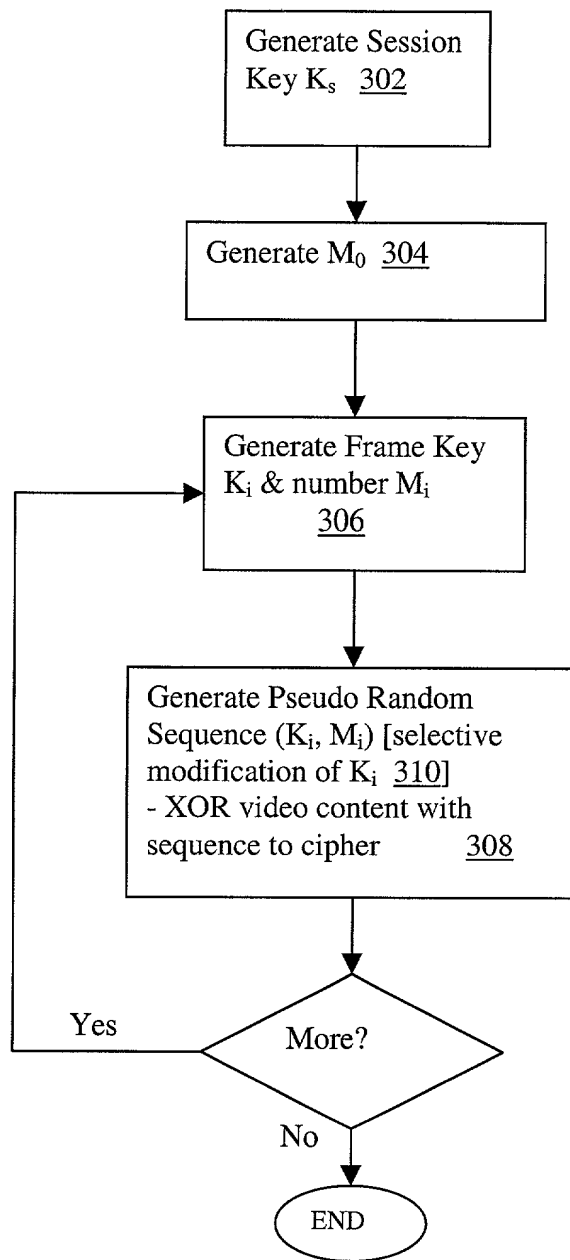 Generate Session
Key Kₛ 302
Generate M₀ 304
Generate Frame Key
Kᵢ & number Mᵢ
306
Generate Pseudo Random
Sequence (Kᵢ, Mᵢ) [selective
modification of Kᵢ 310]
- XOR video content with
sequence to cipher 308
More?
Yes
No
END